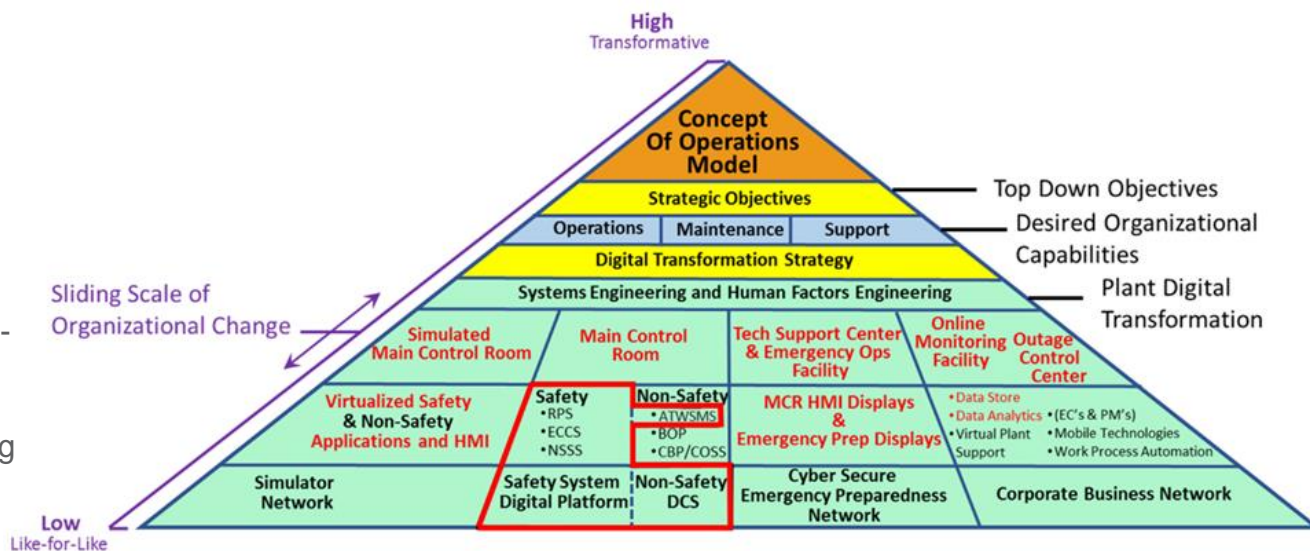 High
Transformative
Concept
Of Operations
Model
Strategic Objectives
Top Down Objectives
Operations
Maintenance
Support
Desired Organizational
Capabilities
Digital Transformation Strategy
Systems Engineering and Human Factors Engineering
Plant Digital
Transformation
Sliding Scale of
Organizational Change
-
Simulated
Main Control Room
Main Control
Room
Tech Support Center
& Emergency Ops
Facility
Online
Monitoring
Facility
Outage
Control
Center
Virtualized Safety
& Non-Safety
Applications and HMI
Safety
•RPS
•ECCS
•NSSS
Non-Safety
•ATWSMS
•BOP
•CBP/COSS
MCR HMI Displays
&
Emergency Prep Displays
•Data Store
•Data Analytics
•Virtual Plant
Support
•(EC's & PM's)
•Mobile Technologies
•Work Process Automation
g
Simulator
Network
Safety System
Digital Platform
Non-Safety
DCS
Cyber Secure
Emergency Preparedness
Network
Corporate Business Network
Low
Like-for-Like